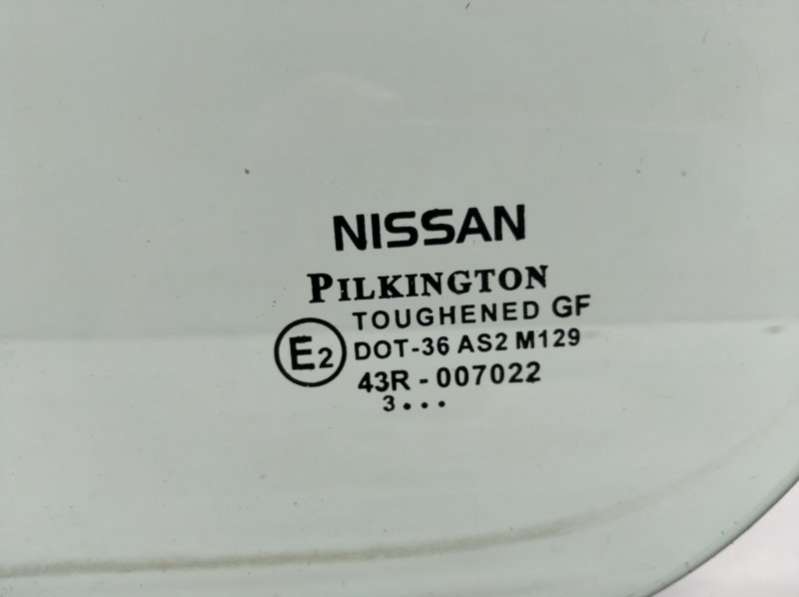 NISSAN
PILKINGTON
TOUGHENED GF
E2
DOT-36 AS2 M129
43R - 007022
3...